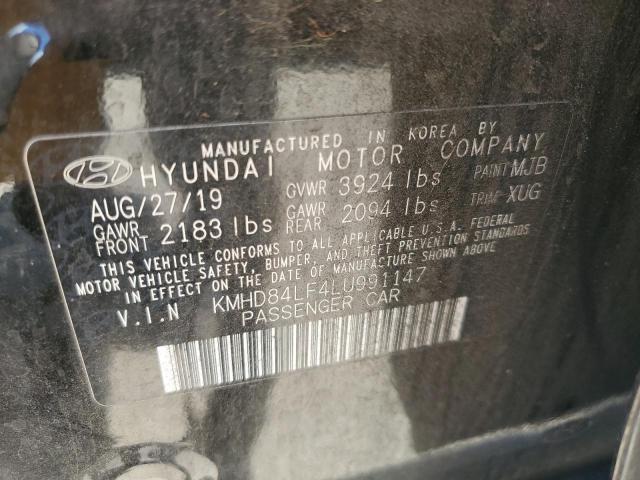 MANUFACTURED IN KOREA BY
HYUNDAI MOTOR COMPANY
AUG/27/19 GVWR 3924 lbs PAINT MJB
GAWR FRONT 2183 lbs GAWR REAR 2094 lbs TRIM XUG
THIS VEHICLE CONFORMS TO ALL APPLICABLE U.S.A. FEDERAL
MOTOR VEHICLE SAFETY, BUMPER, AND THEFT PREVENTION STANDARDS
IN EFFECT ON THE DATE OF MANUFACTURE SHOWN ABOVE.
V.I.N KMHD84LF4LU991147
PASSENGER CAR